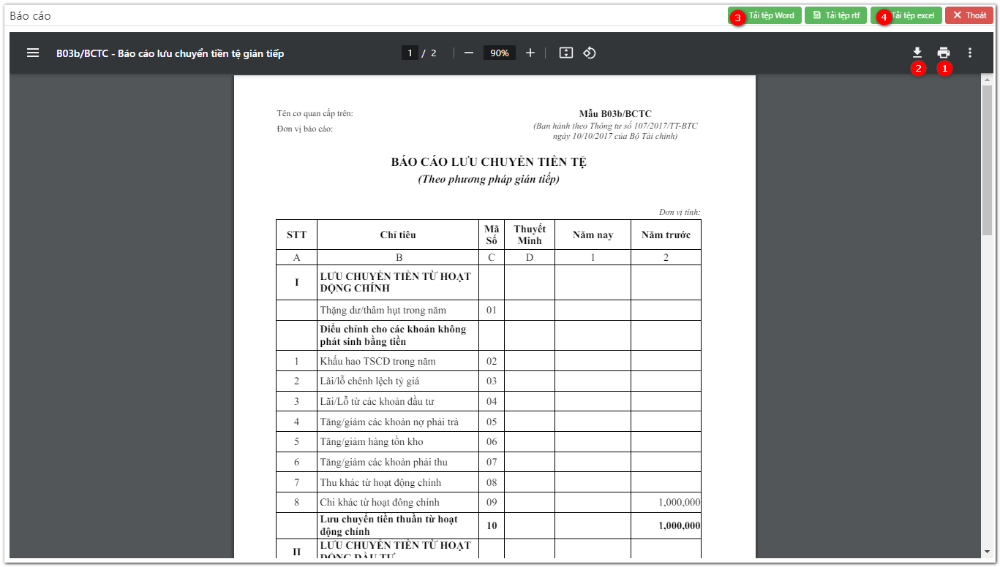 Báo cáo
3 Tải tệp Word Tải tệp rtf 4 Tải tệp excel Thoát
B03b/BCTC - Báo cáo lưu chuyển tiền tệ gián tiếp 1 / 2 90%
2 1
Tên cơ quan cấp trên:
Đơn vị báo cáo:
Mẫu B03b/BCTC
(Ban hành theo Thông tư số 107/2017/TT-BTC
ngày 10/10/2017 của Bộ Tài chính)
BÁO CÁO LƯU CHUYỂN TIỀN TỆ
(Theo phương pháp gián tiếp)
Đơn vị tính:
STT Chỉ tiêu Mã Số Thuyết Minh Năm nay Năm trước
A B C D 1 2
I LƯU CHUYỂN TIỀN TỪ HOẠT
ĐỘNG CHÍNH
Thặng dư/thâm hụt trong năm 01
Điều chỉnh cho các khoản không
phát sinh bằng tiền
1 Khấu hao TSCD trong năm 02
2 Lãi/lỗ chênh lệch tỷ giá 03
3 Lãi/Lỗ từ các khoản đầu tư 04
4 Tăng/giảm các khoản nợ phải trả 05
5 Tăng/giảm hàng tồn kho 06
6 Tăng/giảm các khoản phải thu 07
7 Thu khác từ hoạt động chính 08
8 Chi khác từ hoạt đông chính 09 1,000,000
Lưu chuyển tiền thuần từ hoạt
động chính 10 1,000,000
II LƯU CHUYỂN TIỀN TỪ HOẠT
ĐỘNG ĐẦU TƯ